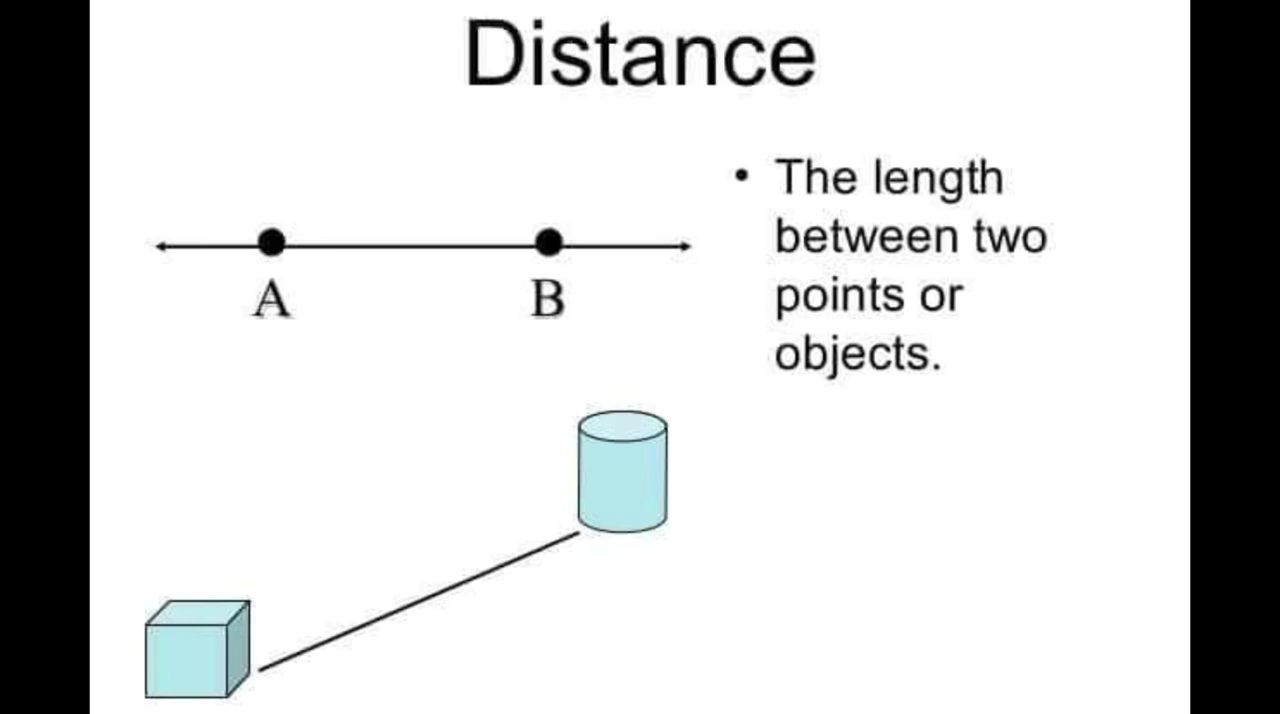 Distance
A
B
• The length
between two
points or
objects.